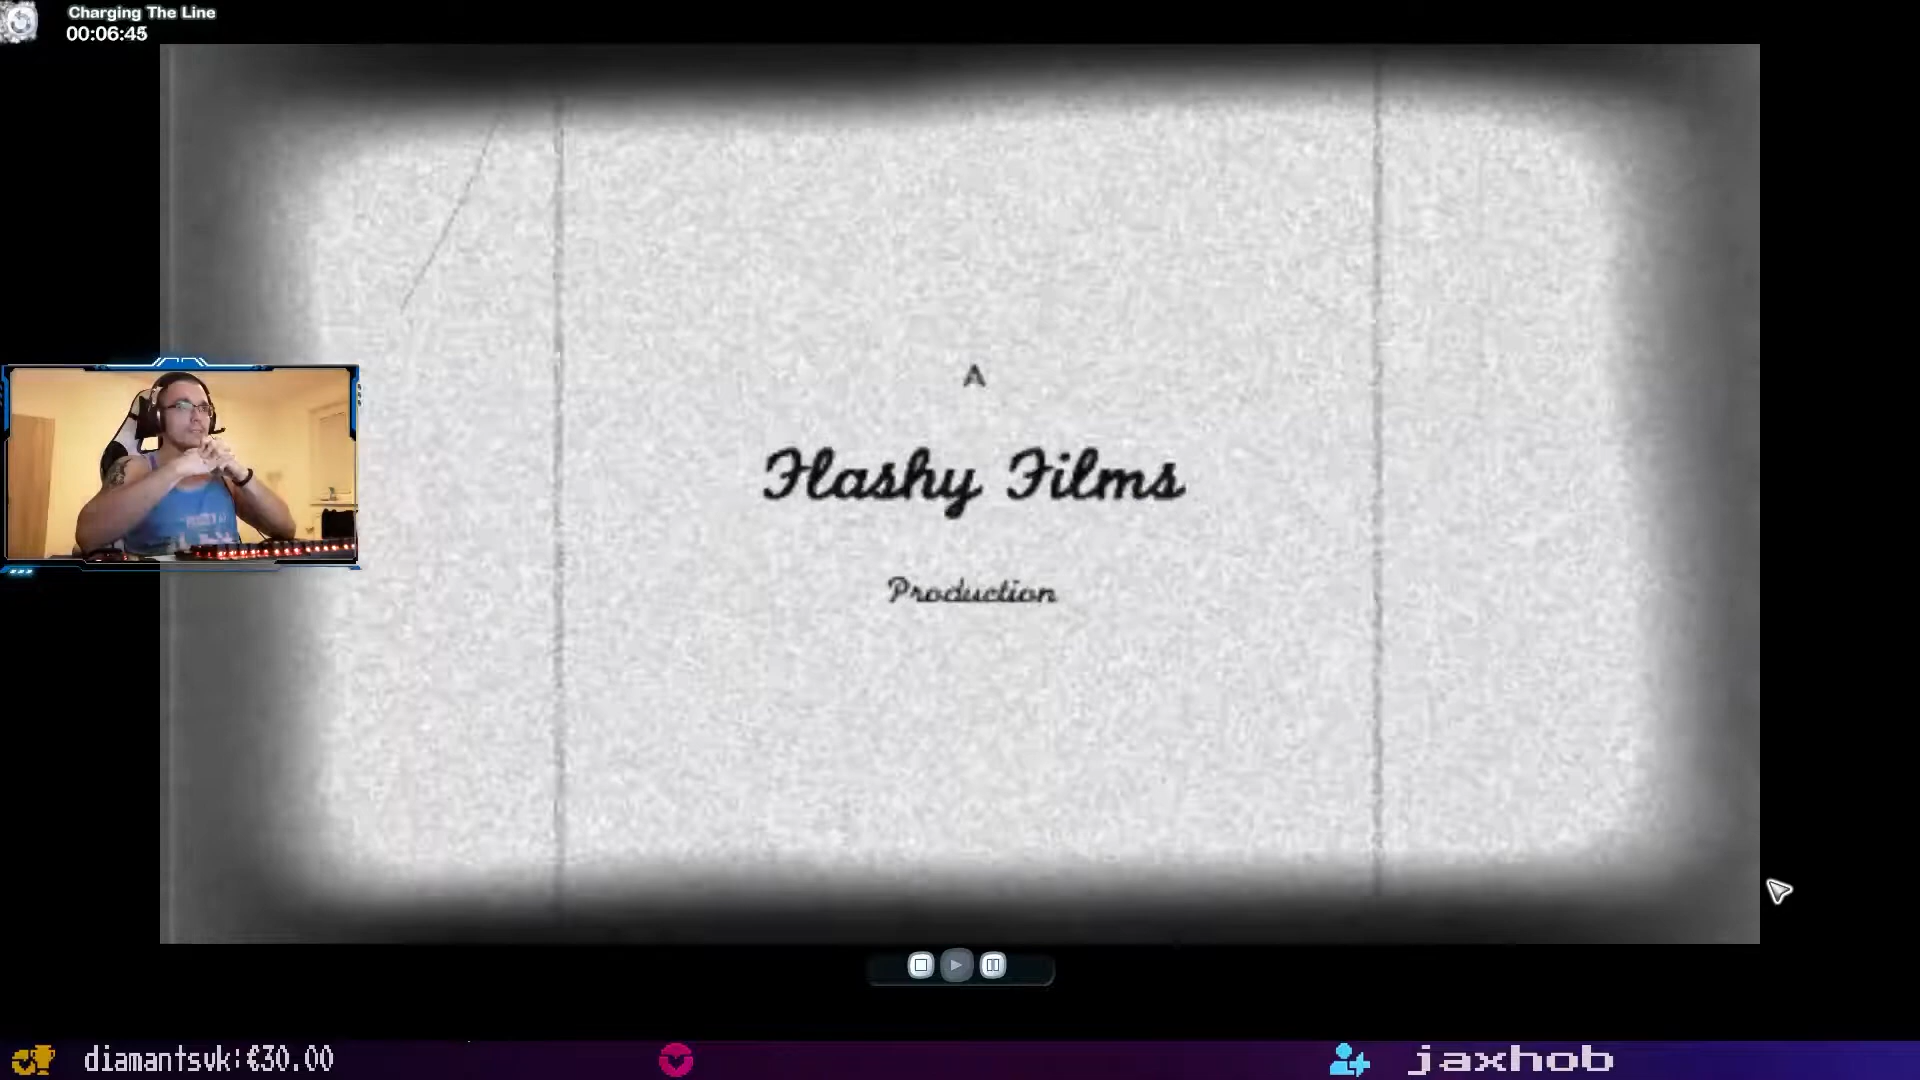 Charging The Line
00:06:45
A
Flashy Films
Production
diamantsvk:€30.00
jaxhob